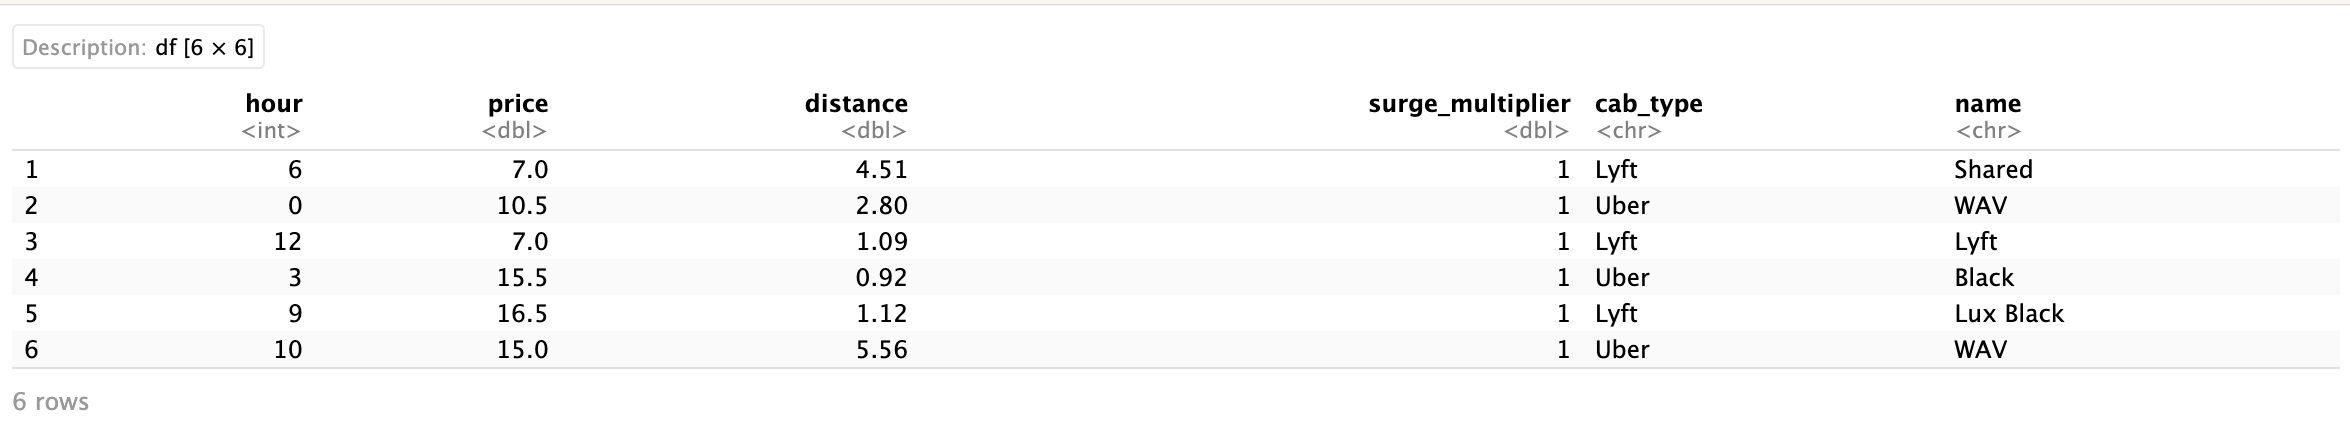 Description: df [6 × 6]
hour price distance surge_multiplier cab_type name
<int> <dbl> <dbl> <dbl> <chr> <chr>
1 6 7.0 4.51 1 Lyft Shared
2 0 10.5 2.80 1 Uber WAV
3 12 7.0 1.09 1 Lyft Lyft
4 3 15.5 0.92 1 Uber Black
5 9 16.5 1.12 1 Lyft Lux Black
6 10 15.0 5.56 1 Uber WAV
6 rows